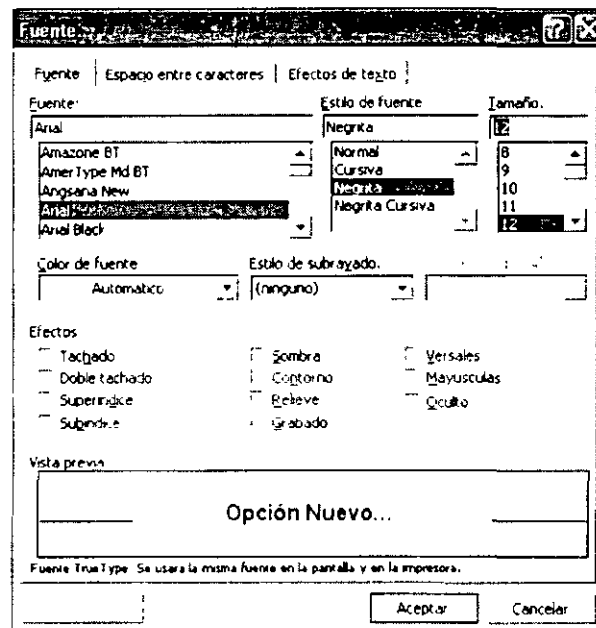 Fuente
Fuente Espacio entre caracteres Efectos de texto
Fuente: Estilo de fuente Tamaño.
Arial Negrita 12
Amazone BT Normal 8
AmerType Md BT Cursiva 9
Angsana New Negrita 10
Arial Negrita Cursiva 11
Arial Black 12
Color de fuente Estilo de subrayado.
Automático (ninguno)
Efectos
Tachado Sombra Versales
Doble tachado Contorno Mayusculas
Superindice Relieve Oculto
Subindice Grabado
Vista previa
Opción Nuevo...
Fuente TrueType Se usara la misma fuente en la pantalla y en la impresora.
Aceptar Cancelar